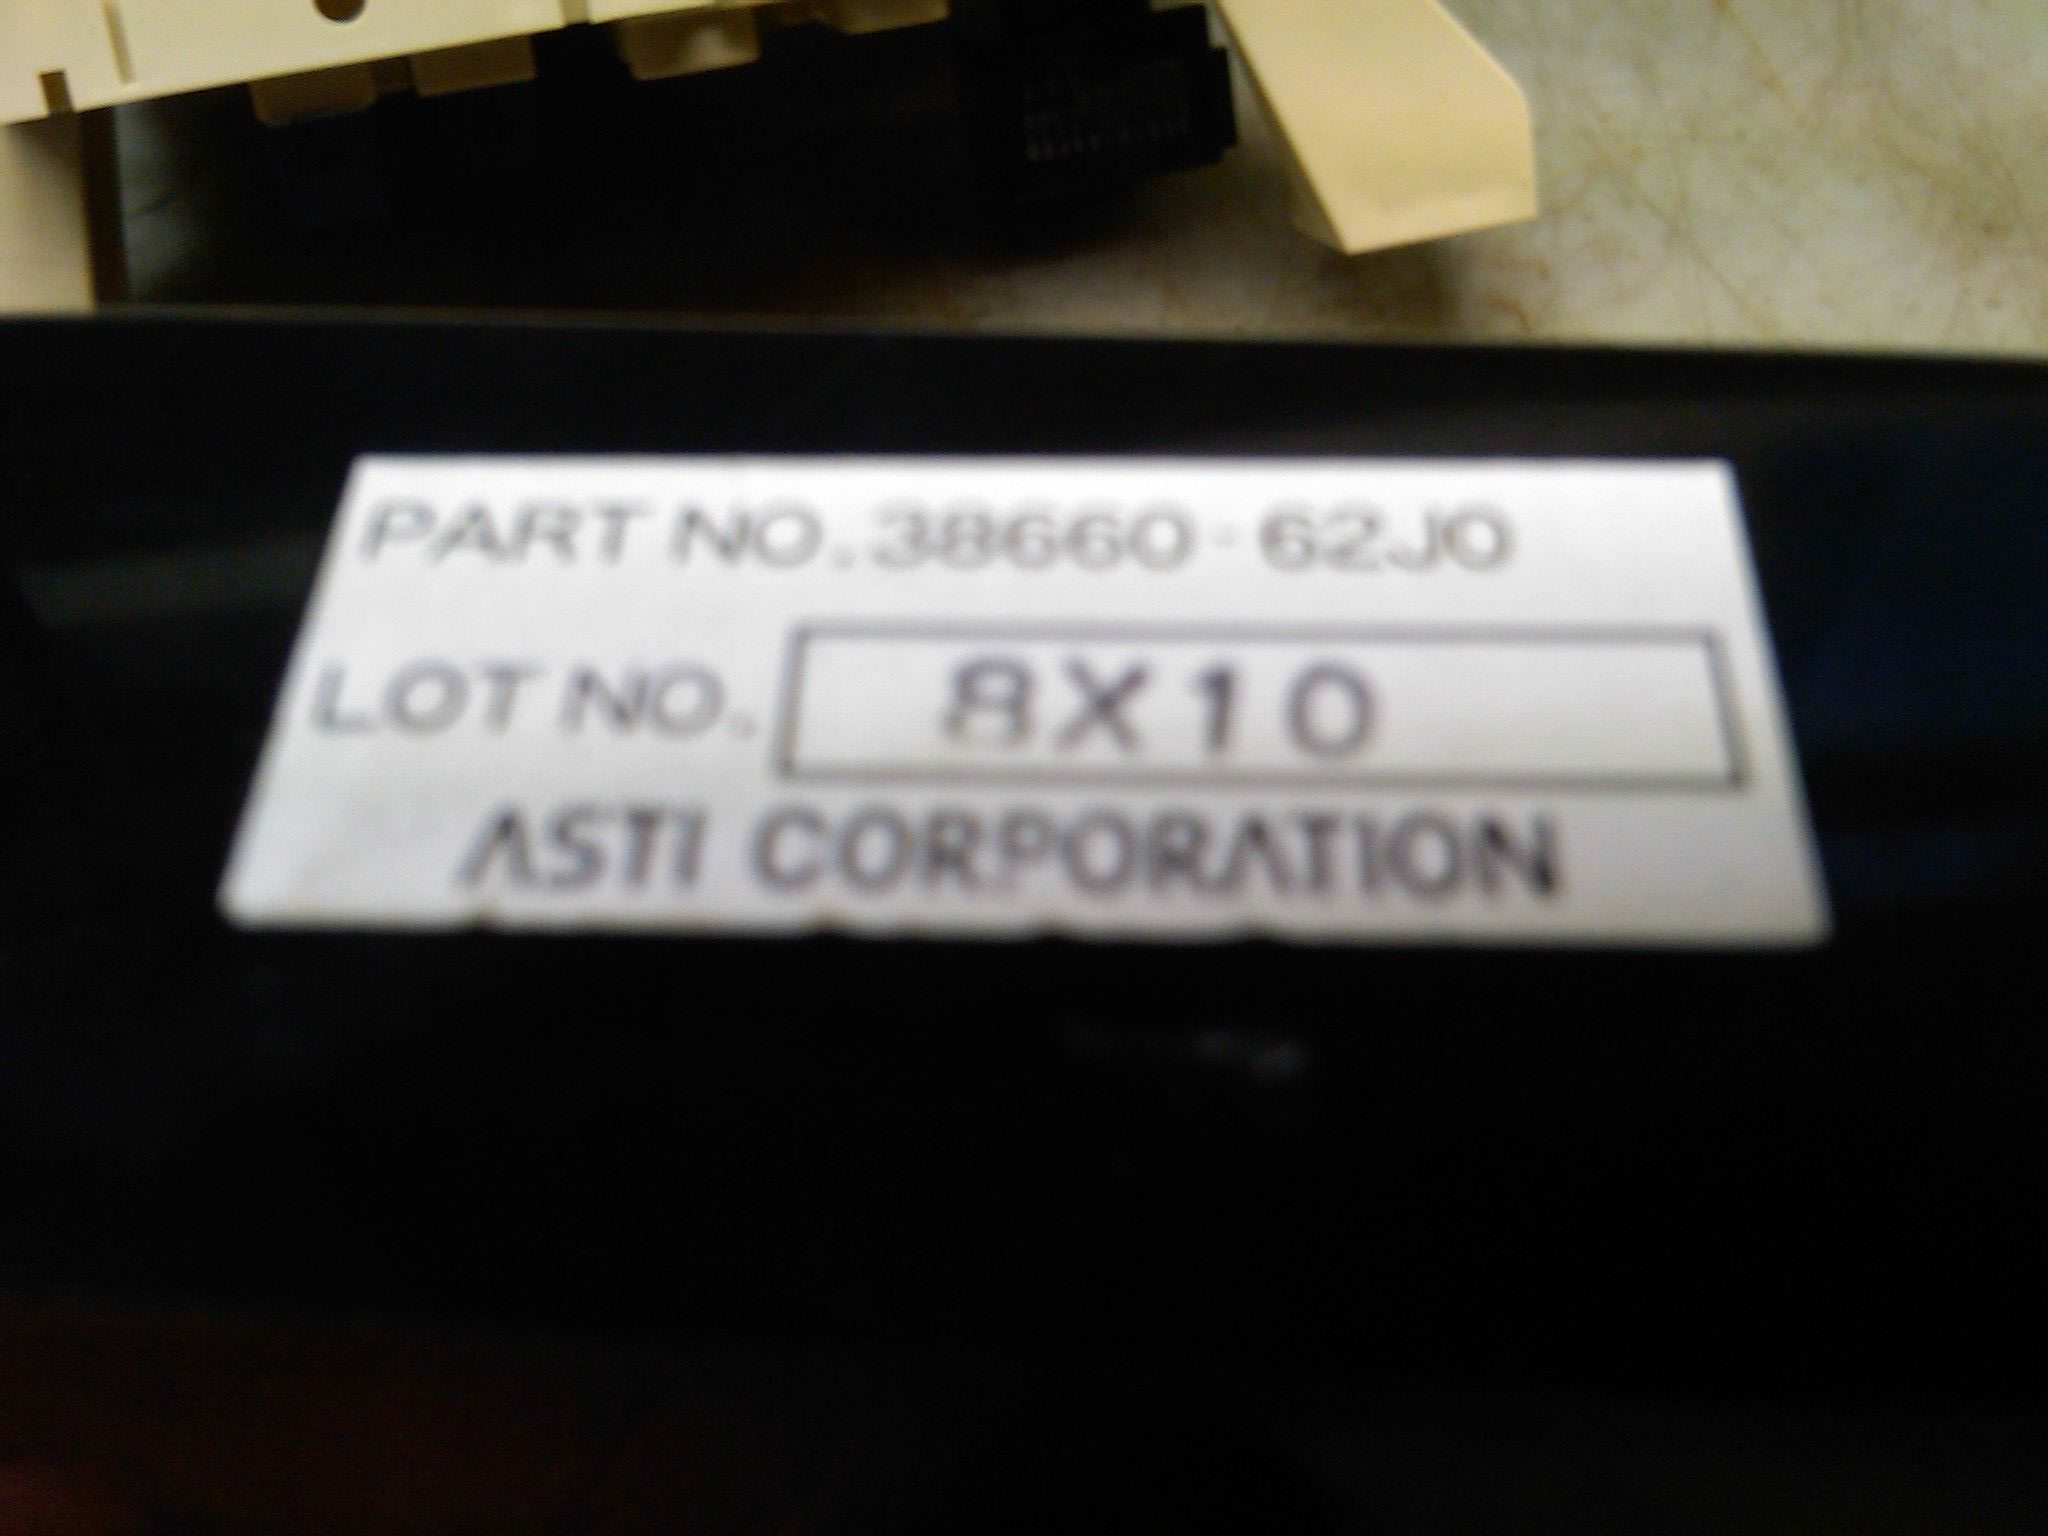 PART NO. 38660-62J0
LOT NO. 8X10
ASTI CORPORATION